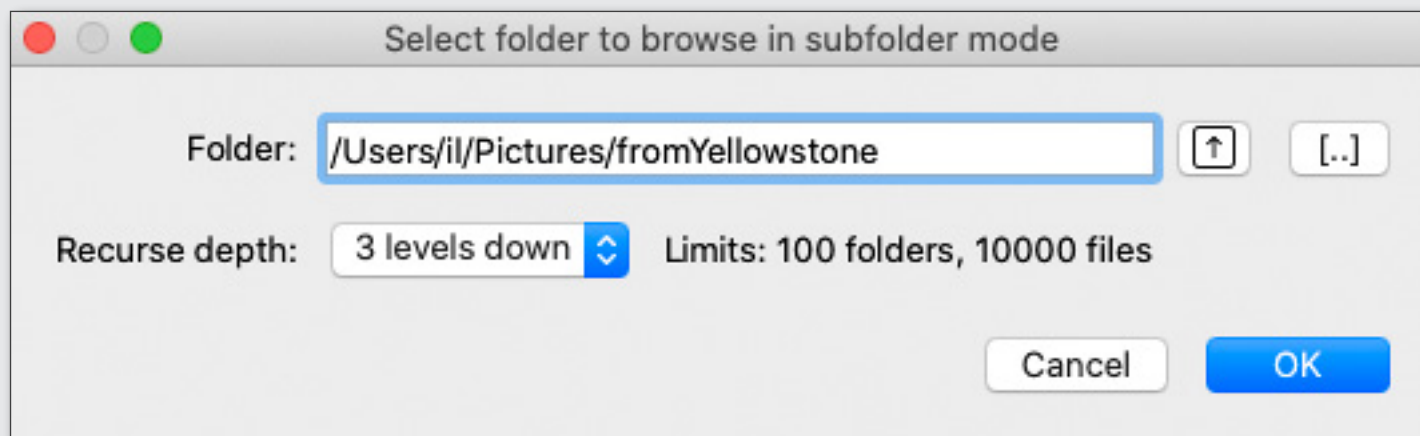 Select folder to browse in subfolder mode
Folder: /Users/il/Pictures/fromYellowstone [..]
Recurse depth: 3 levels down Limits: 100 folders, 10000 files
Cancel OK